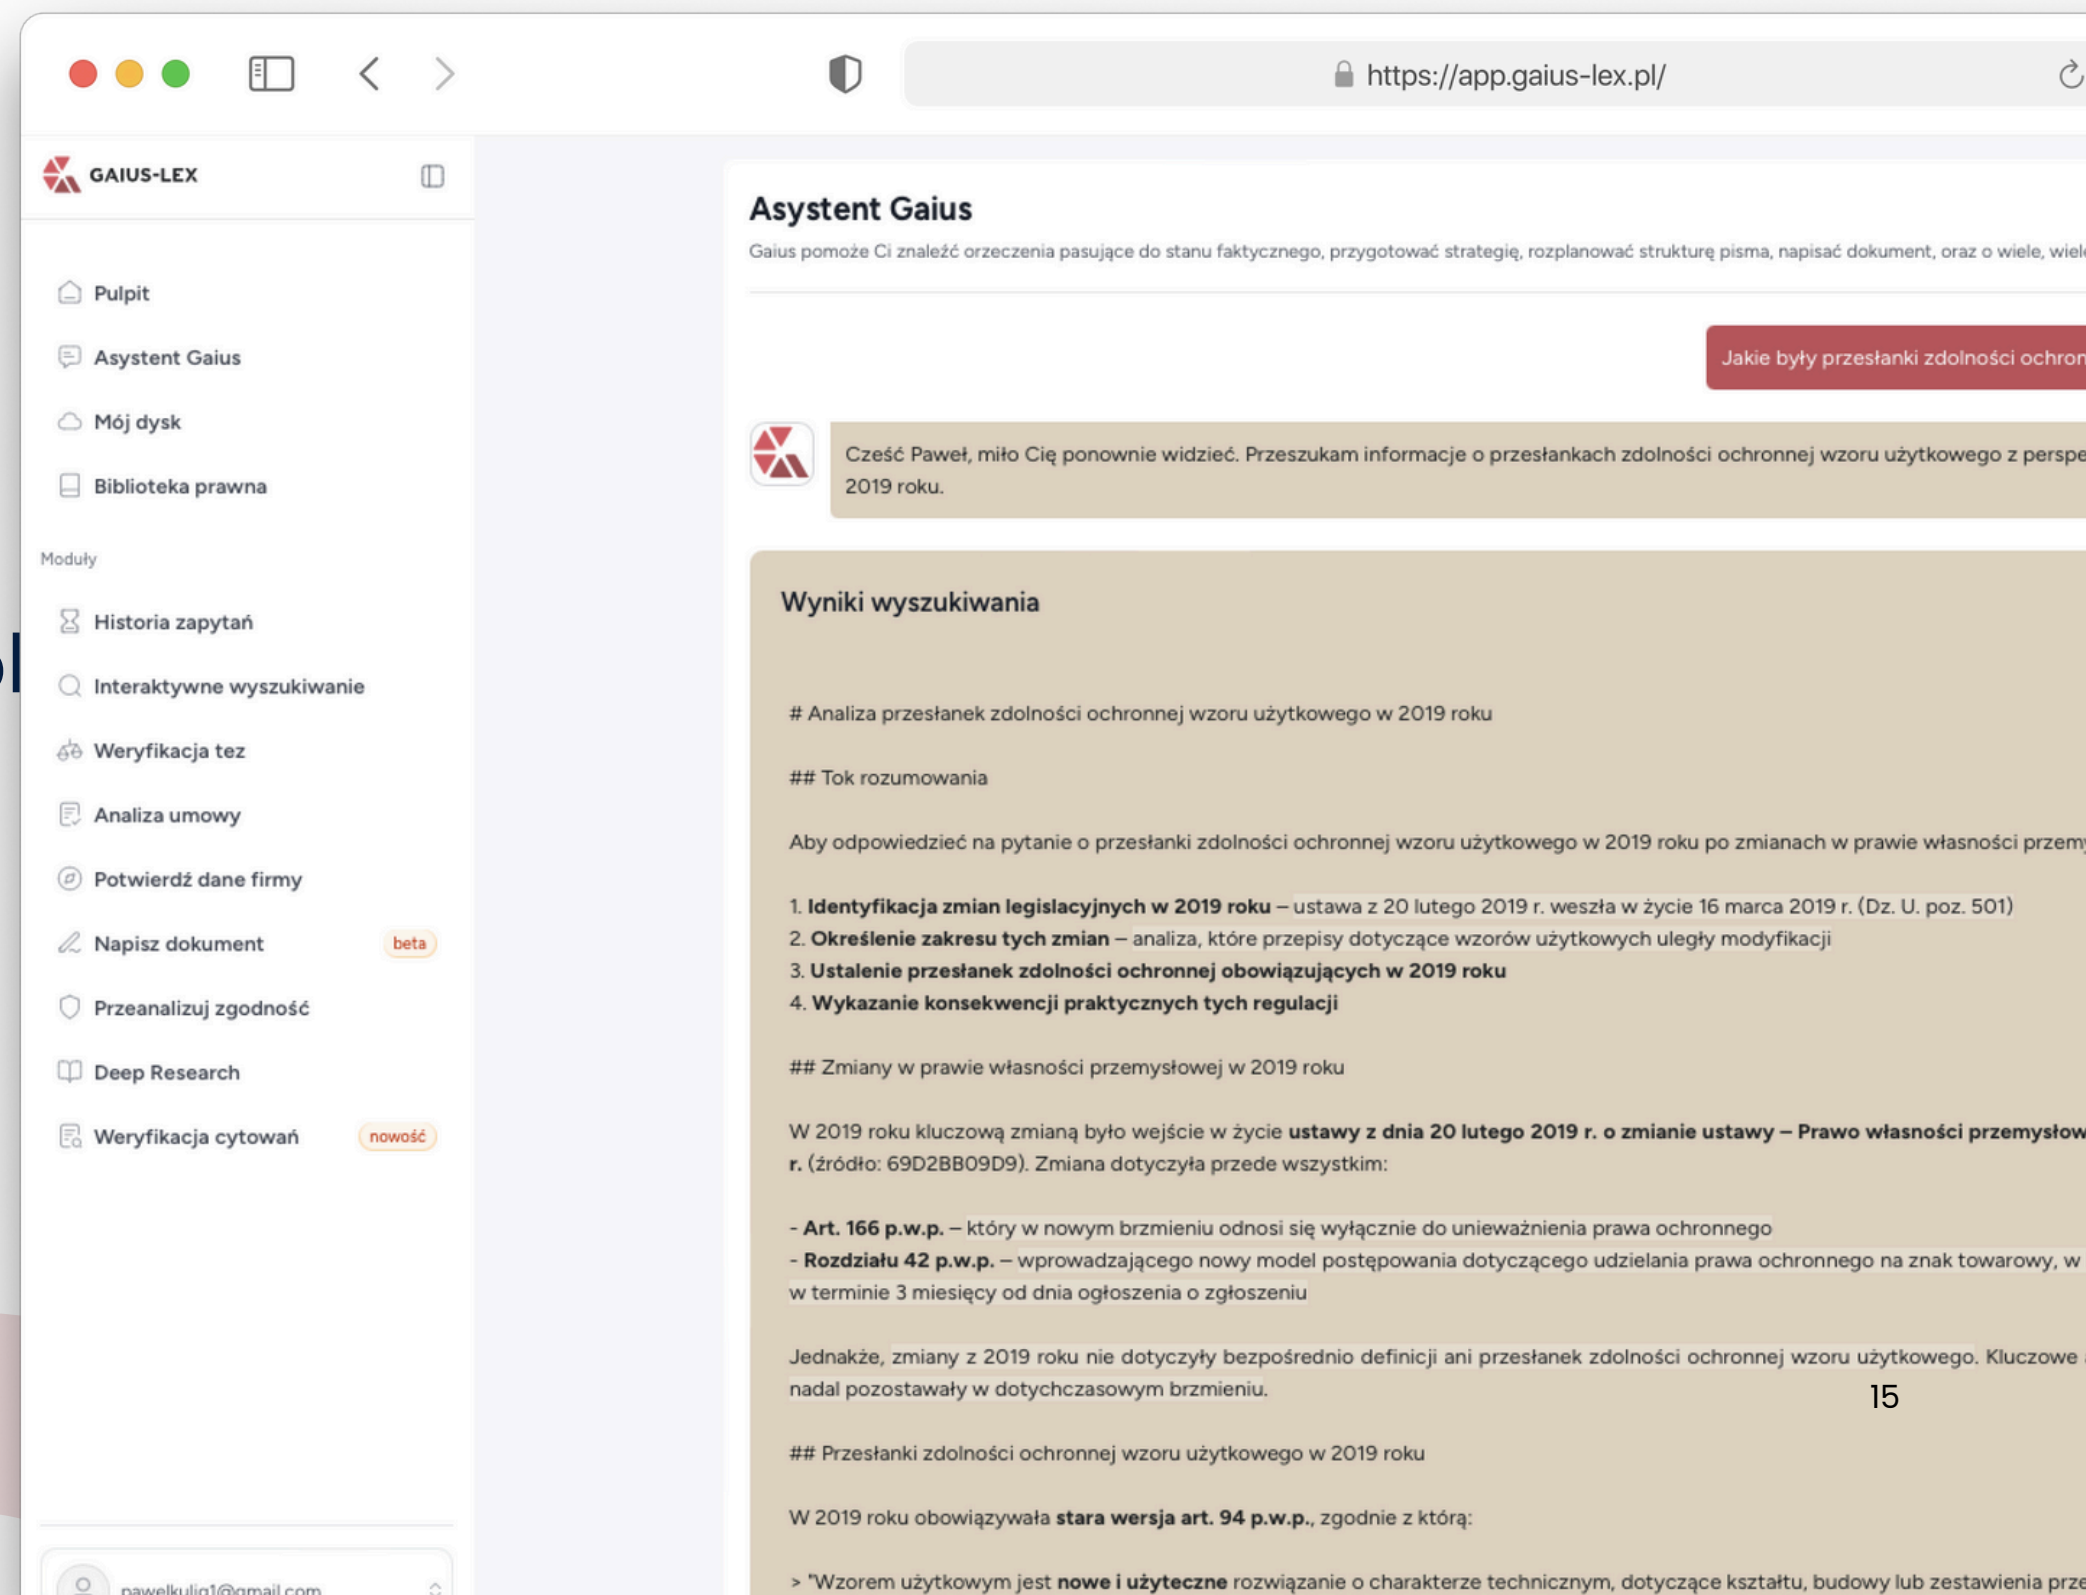 https://app.gaius-lex.pl/
GAIUS-LEX
Pulpit
Asystent Gaius
Mój dysk
Biblioteka prawna
Moduły
Historia zapytań
Interaktywne wyszukiwanie
Weryfikacja tez
Analiza umowy
Potwierdź dane firmy
Napisz dokument beta
Przeanalizuj zgodność
Deep Research
Weryfikacja cytowań nowość
pawelkulig1@gmail.com
Asystent Gaius
Gaius pomoże Ci znaleźć orzeczenia pasujące do stanu faktycznego, przygotować strategię, rozplanować strukturę pisma, napisać dokument, oraz o wiele,
Jakie były przesłanki zdolności
Cześć Paweł, miło Cię ponownie widzieć. Przeszukam informacje o przesłankach zdolności ochronnej wzoru użytkowego z
2019 roku.
Wyniki wyszukiwania
# Analiza przesłanek zdolności ochronnej wzoru użytkowego w 2019 roku
## Tok rozumowania
Aby odpowiedzieć na pytanie o przesłanki zdolności ochronnej wzoru użytkowego w 2019 roku po zmianach w prawie własności
1. Identyfikacja zmian legislacyjnych w 2019 roku – ustawa z 20 lutego 2019 r. weszła w życie 16 marca 2019 r. (Dz. U. poz. 501)
2. Określenie zakresu tych zmian – analiza, które przepisy dotyczące wzorów użytkowych uległy modyfikacji
3. Ustalenie przesłanek zdolności ochronnej obowiązujących w 2019 roku
4. Wykazanie konsekwencji praktycznych tych regulacji
## Zmiany w prawie własności przemysłowej w 2019 roku
W 2019 roku kluczową zmianą było wejście w życie ustawy z dnia 20 lutego 2019 r. o zmianie ustawy – Prawo własności
r. (źródło: 69D2BB09D9). Zmiana dotyczyła przede wszystkim:
- Art. 166 p.w.p. – który w nowym brzmieniu odnosi się wyłącznie do unieważnienia prawa ochronnego
- Rozdziału 42 p.w.p. – wprowadzającego nowy model postępowania dotyczącego udzielania prawa ochronnego na znak towarowy, w
w terminie 3 miesięcy od dnia ogłoszenia o zgłoszeniu
Jednakże, zmiany z 2019 roku nie dotyczyły bezpośrednio definicji ani przesłanek zdolności ochronnej wzoru użytkowego. Kluczowe
nadal pozostawały w dotychczasowym brzmieniu.
15
## Przesłanki zdolności ochronnej wzoru użytkowego w 2019 roku
W 2019 roku obowiązywała stara wersja art. 94 p.w.p., zgodnie z którą:
> "Wzorem użytkowym jest nowe i użyteczne rozwiązanie o charakterze technicznym, dotyczące kształtu, budowy lub zestawienia